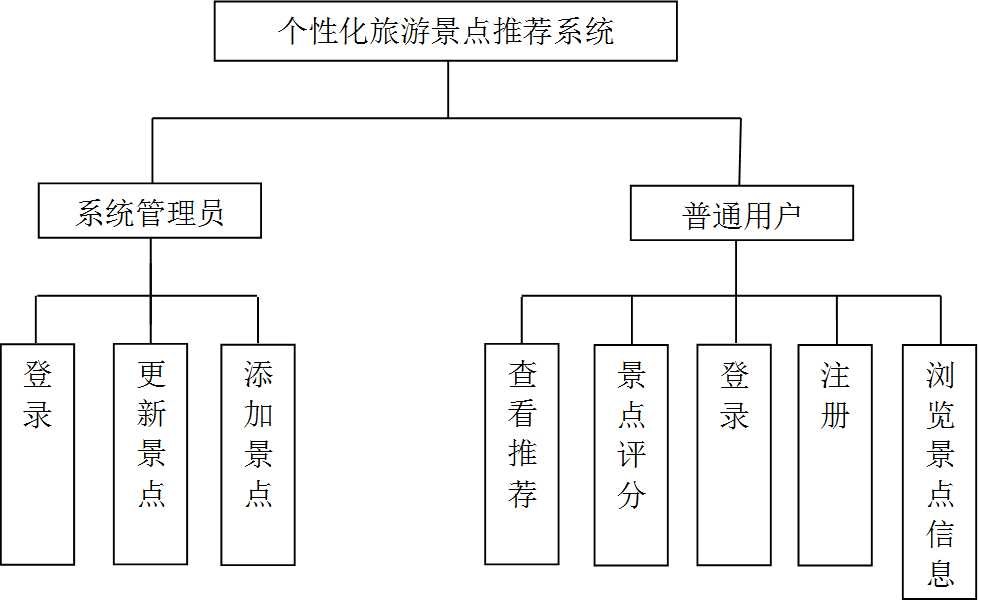 个性化旅游景点推荐系统
系统管理员
普通用户
登录
更新景点
添加景点
查看推荐
景点评分
登录
注册
浏览景点信息